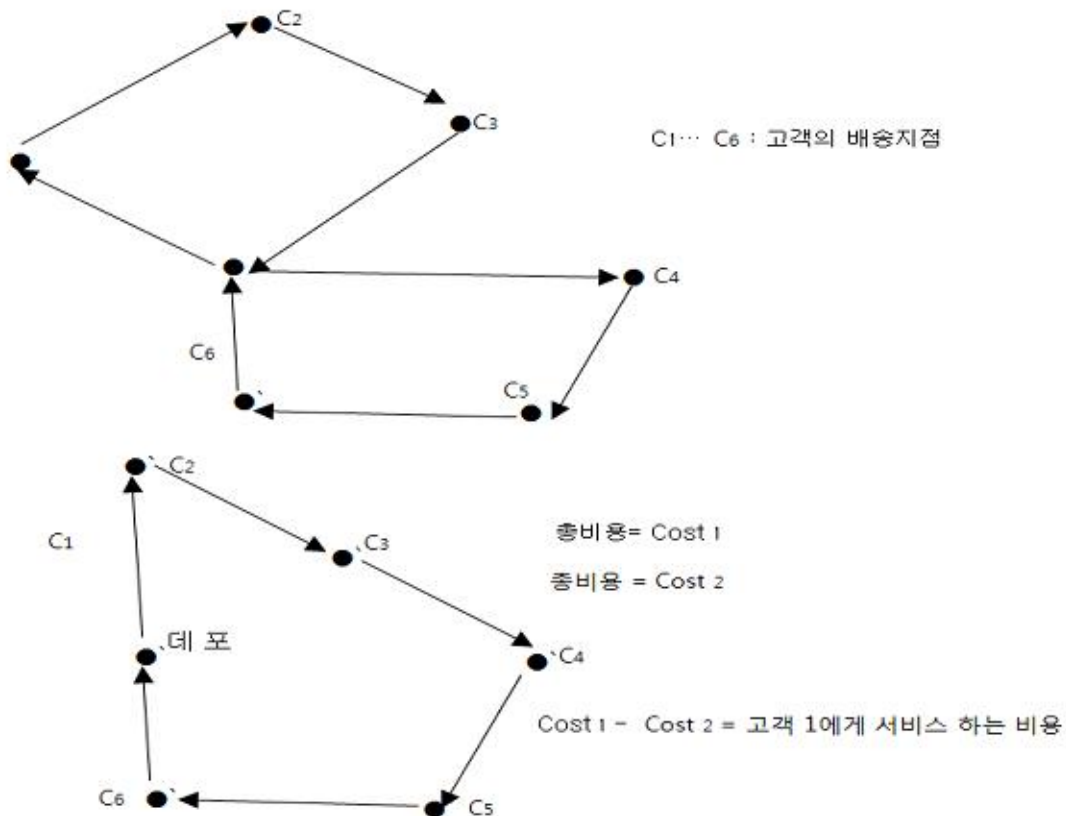 C2
C3
C1··· C6 : 고객의 배송지점
C4
C6
C5
C2
C1
C3
총비용= Cost 1
총비용 = Cost 2
데 포
C4
Cost 1 - Cost 2 = 고객 1에게 서비스 하는 비용
C6
C5